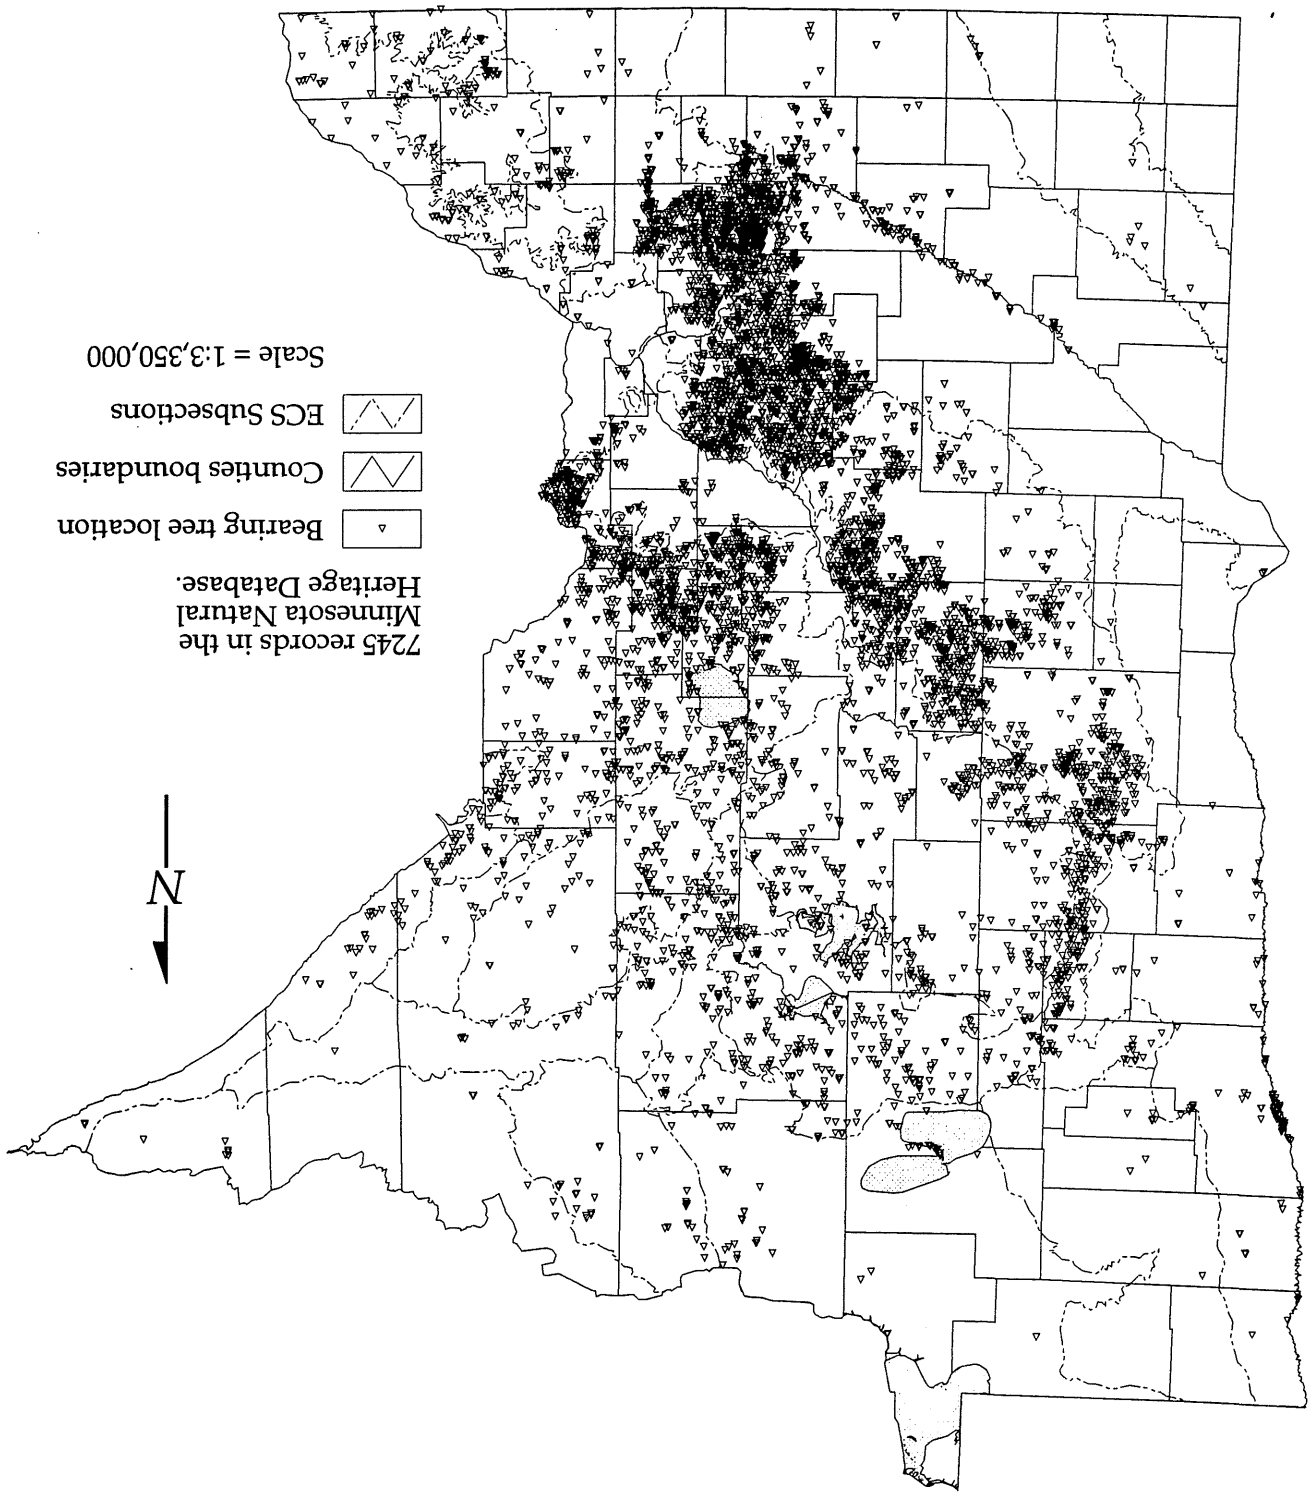 N
7245 records in the
Minnesota Natural
Heritage Database.
Bearing tree location
Counties boundaries
ECS Subsections
Scale = 1:3,350,000